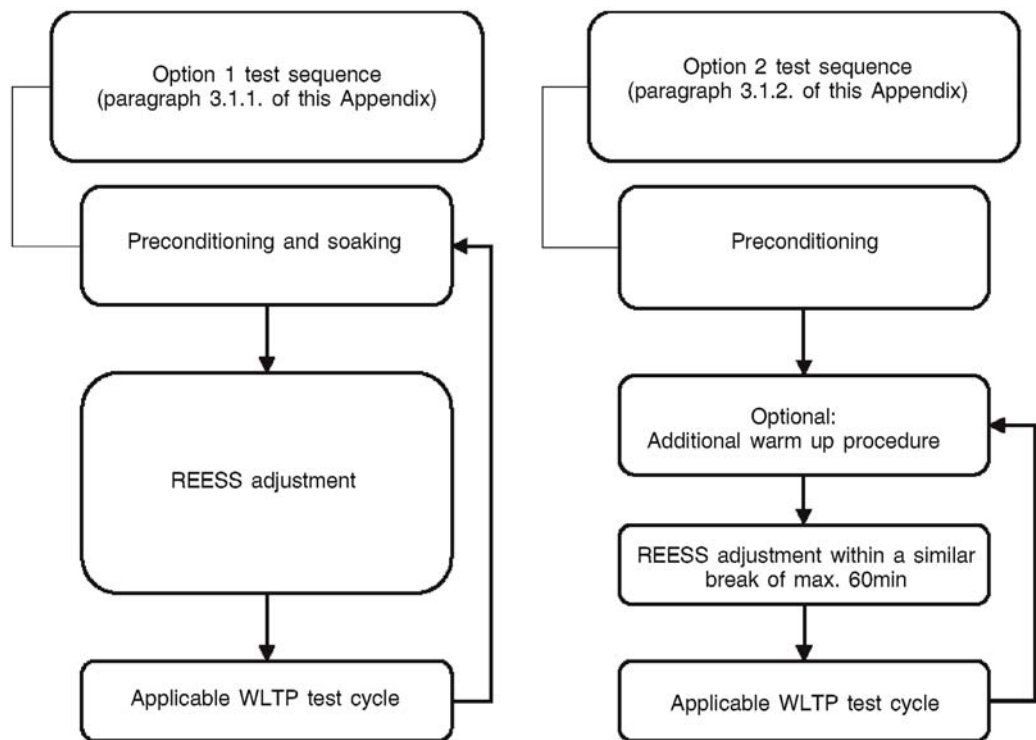 Option 1 test sequence
(paragraph 3.1.1. of this Appendix)
Preconditioning and soaking
REESS adjustment
Applicable WLTP test cycle
Option 2 test sequence
(paragraph 3.1.2. of this Appendix)
Preconditioning
Optional:
Additional warm up procedure
REESS adjustment within a similar
break of max. 60min
Applicable WLTP test cycle